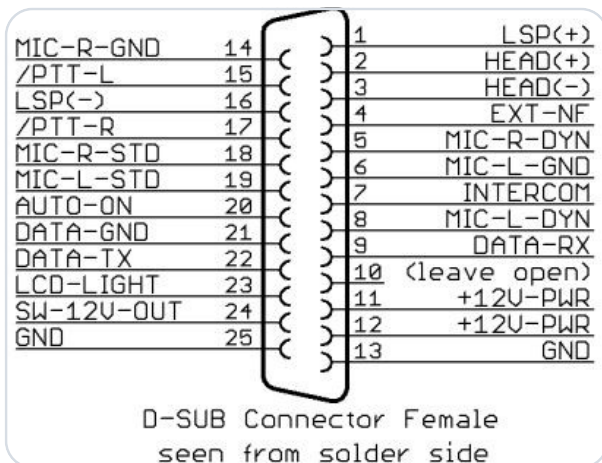 MIC-R-GND 14
/PTT-L 15
LSP(-) 16
/PTT-R 17
MIC-R-STD 18
MIC-L-STD 19
AUTO-ON 20
DATA-GND 21
DATA-TX 22
LCD-LIGHT 23
SW-12V-OUT 24
GND 25
1 LSP(+)
2 HEAD(+)
3 HEAD(-)
4 EXT-NF
5 MIC-R-DYN
6 MIC-L-GND
7 INTERCOM
8 MIC-L-DYN
9 DATA-RX
10 (leave open)
11 +12V-PWR
12 +12V-PWR
13 GND
D-SUB Connector Female
seen from solder side